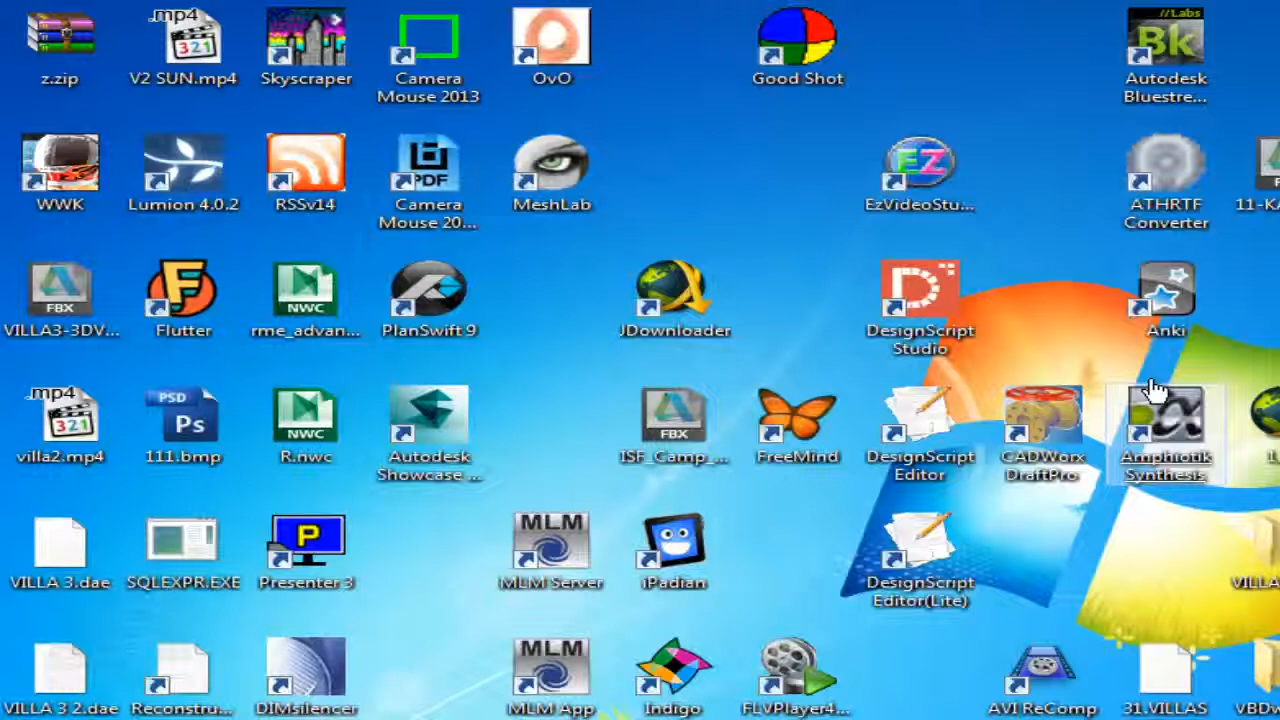 z.zip
.mp4
321
V2 SUN.mp4
Skyscraper
Camera
Mouse 2013
OvO
Good Shot
//Labs
Bk
Autodesk
Bluestre...
WWK
Lumion 4.0.2
RSSv14
PDF
Camera
Mouse 20...
MeshLab
EZ
EzVideoStu...
ATHRTF
Converter
FBX
VILLA3-3DV...
F
Flutter
NWC
rme_advan...
PlanSwift 9
JDownloader
D
DesignScript
Studio
Anki
.mp4
321
villa2.mp4
PSD
Ps
111.bmp
NWC
R.nwc
Autodesk
Showcase ...
FBX
ISF_Camp_...
FreeMind
DesignScript
Editor
CADWorx
DraftPro
Amphiotik
Synthesis
VILLA 3.dae
SQLEXPR.EXE
P
Presenter 3
MLM
MLM Server
iPadian
DesignScript
Editor(Lite)
VILLA
VILLA 3 2.dae
Reconstru...
DIMsilencer
MLM
MLM App
Indigo
FLVPlayer4...
AVI ReComp
31.VILLAS